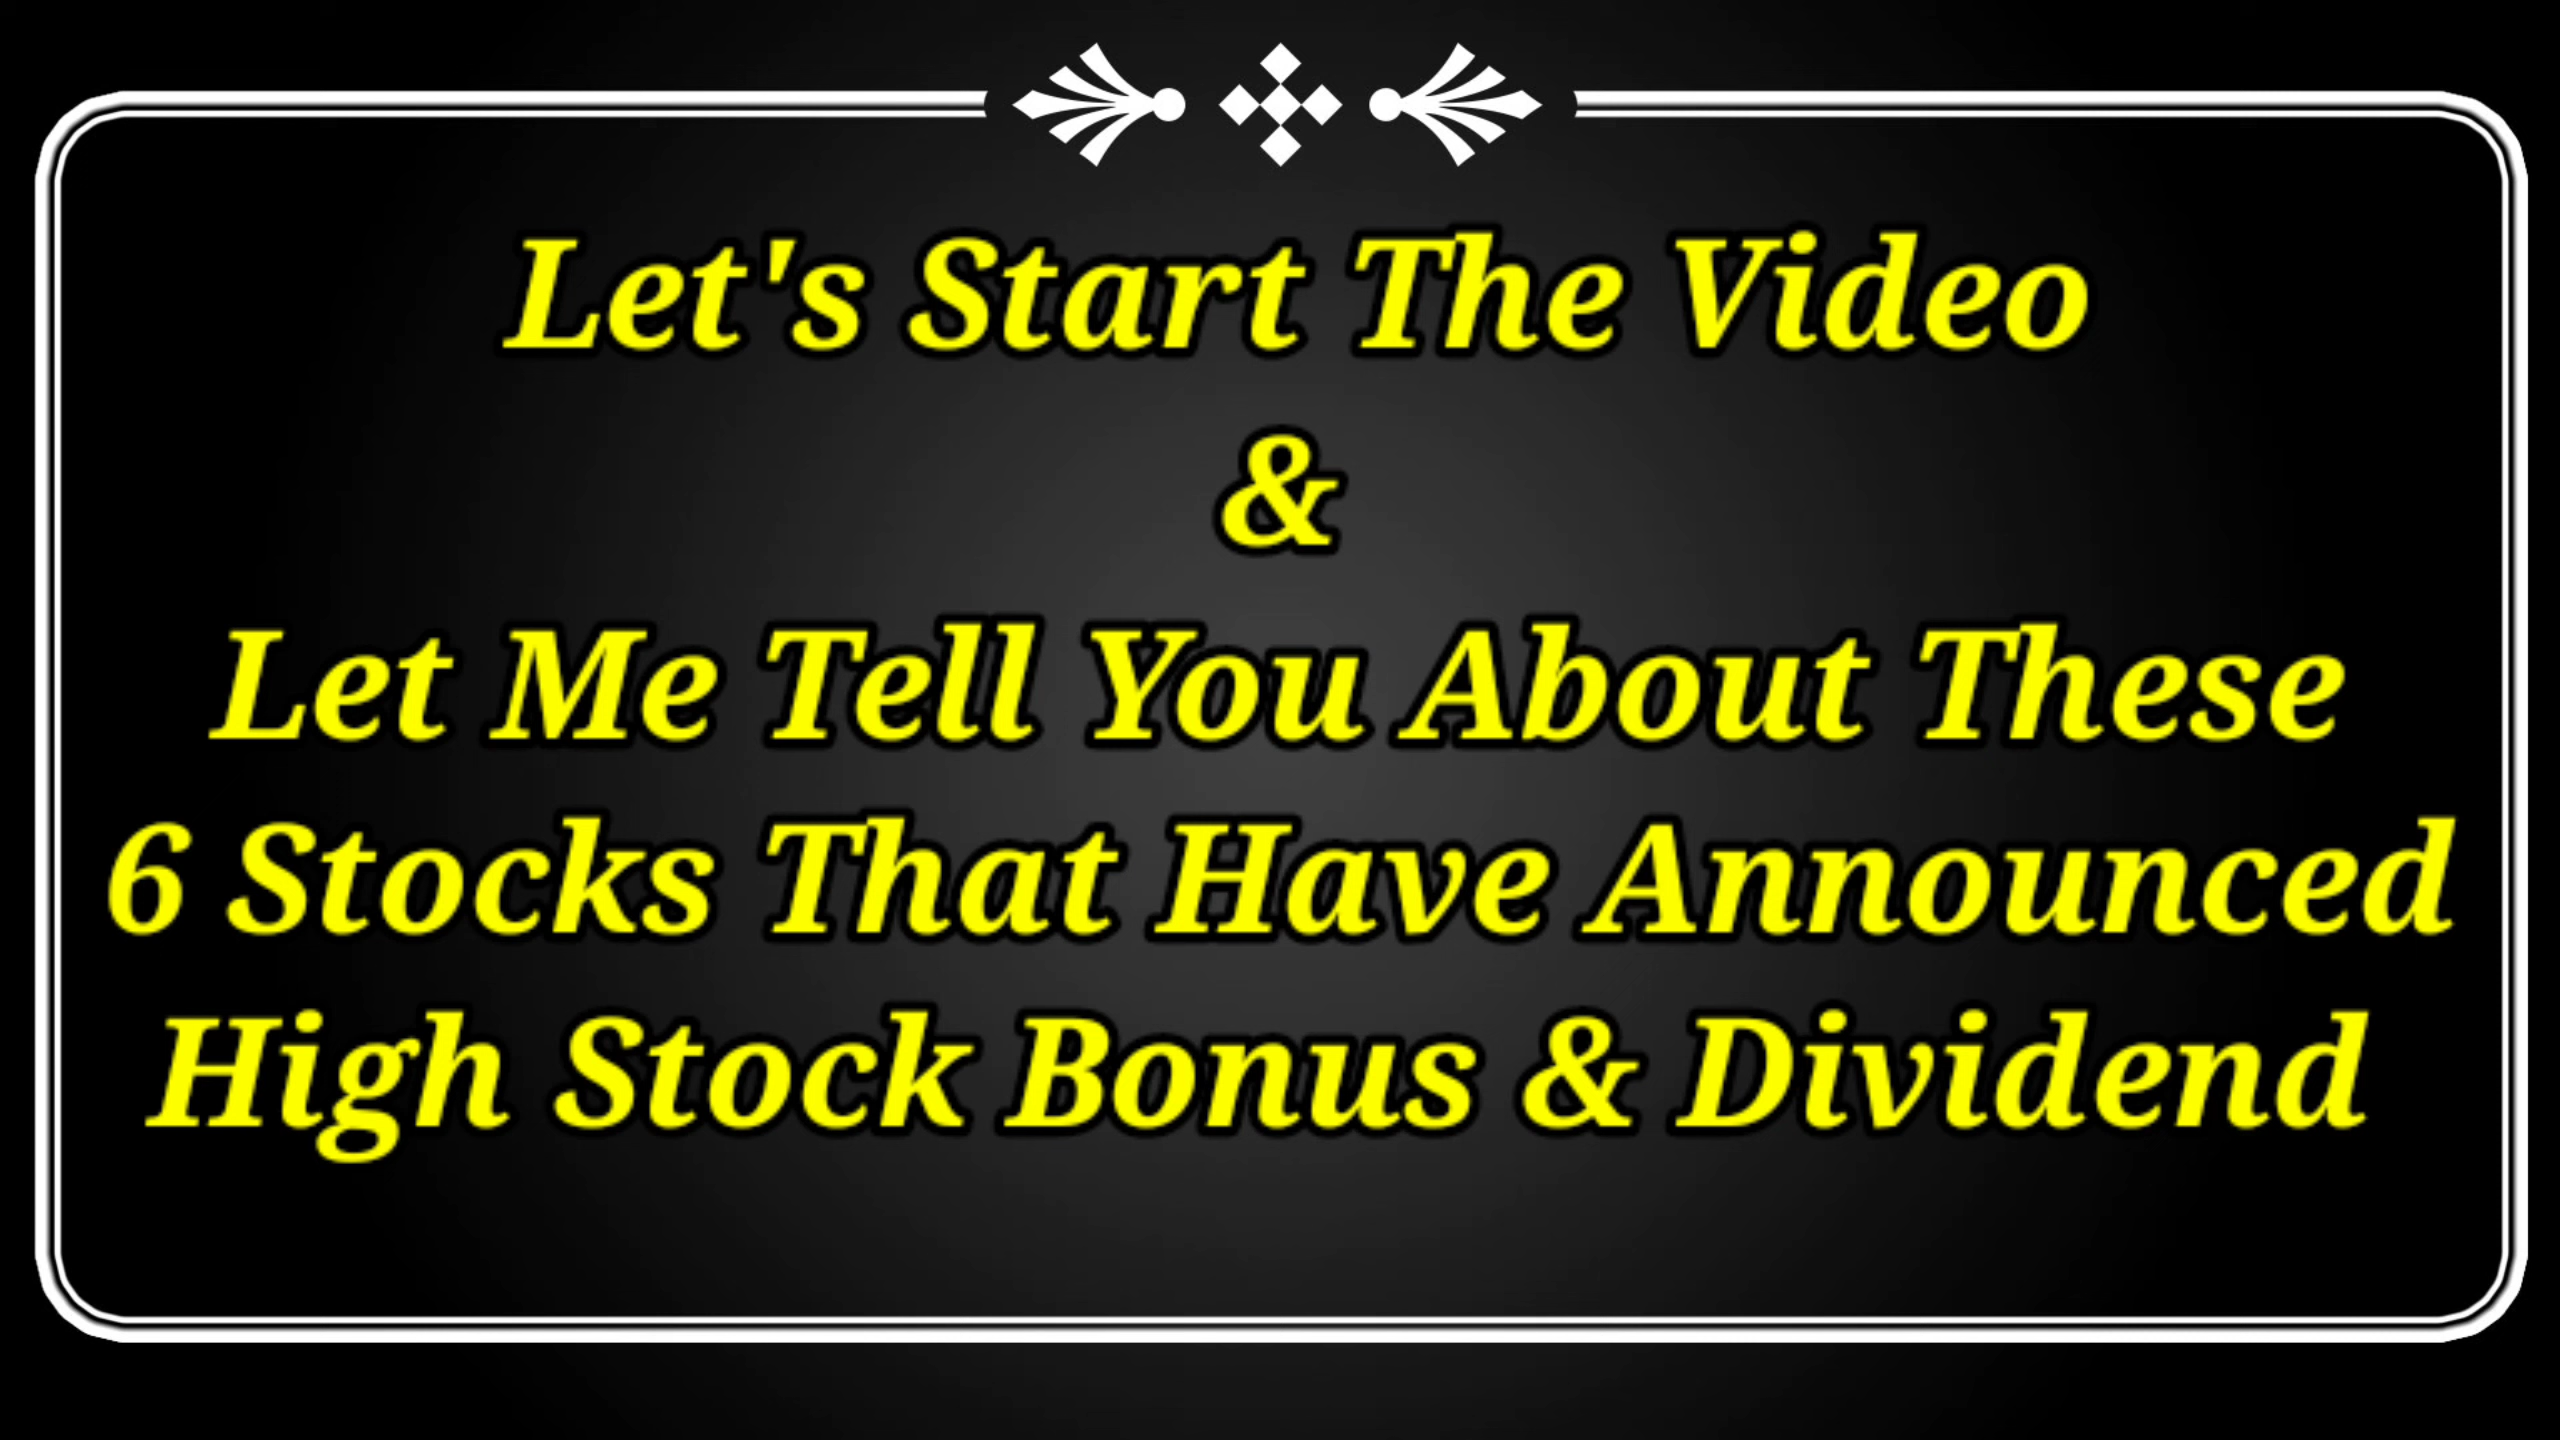 Let's Start The Video
&
Let Me Tell You About These
6 Stocks That Have Announced
High Stock Bonus & Dividend